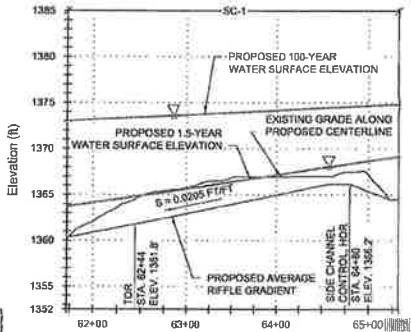 SC-1
1385
1380
1375
1370
1365
1360
1355
1352
Elevation (ft)
PROPOSED 100-YEAR
WATER SURFACE ELEVATION
PROPOSED 1.5-YEAR
WATER SURFACE ELEVATION
EXISTING GRADE ALONG
PROPOSED CENTERLINE
S = 0.0205 FT/FT
PROPOSED AVERAGE
RIFFLE GRADIENT
TOR
STA. 62+44
ELEV. 1361.8'
SIDE CHANNEL
CONTROL, HDR.
STA. 64+80
ELEV. 1366.2'
62+00
63+00
64+00
65+00